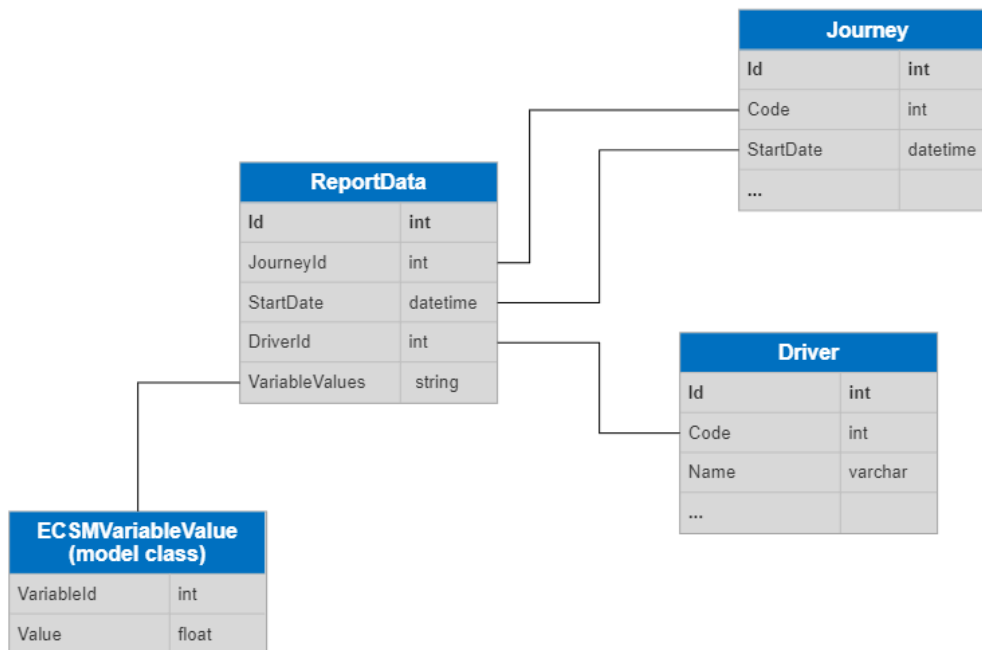 Journey
Id int
Code int
StartDate datetime
...
ReportData
Id int
JourneyId int
StartDate datetime
DriverId int
VariableValues string
Driver
Id int
Code int
Name varchar
...
ECSMVariableValue
(model class)
VariableId int
Value float